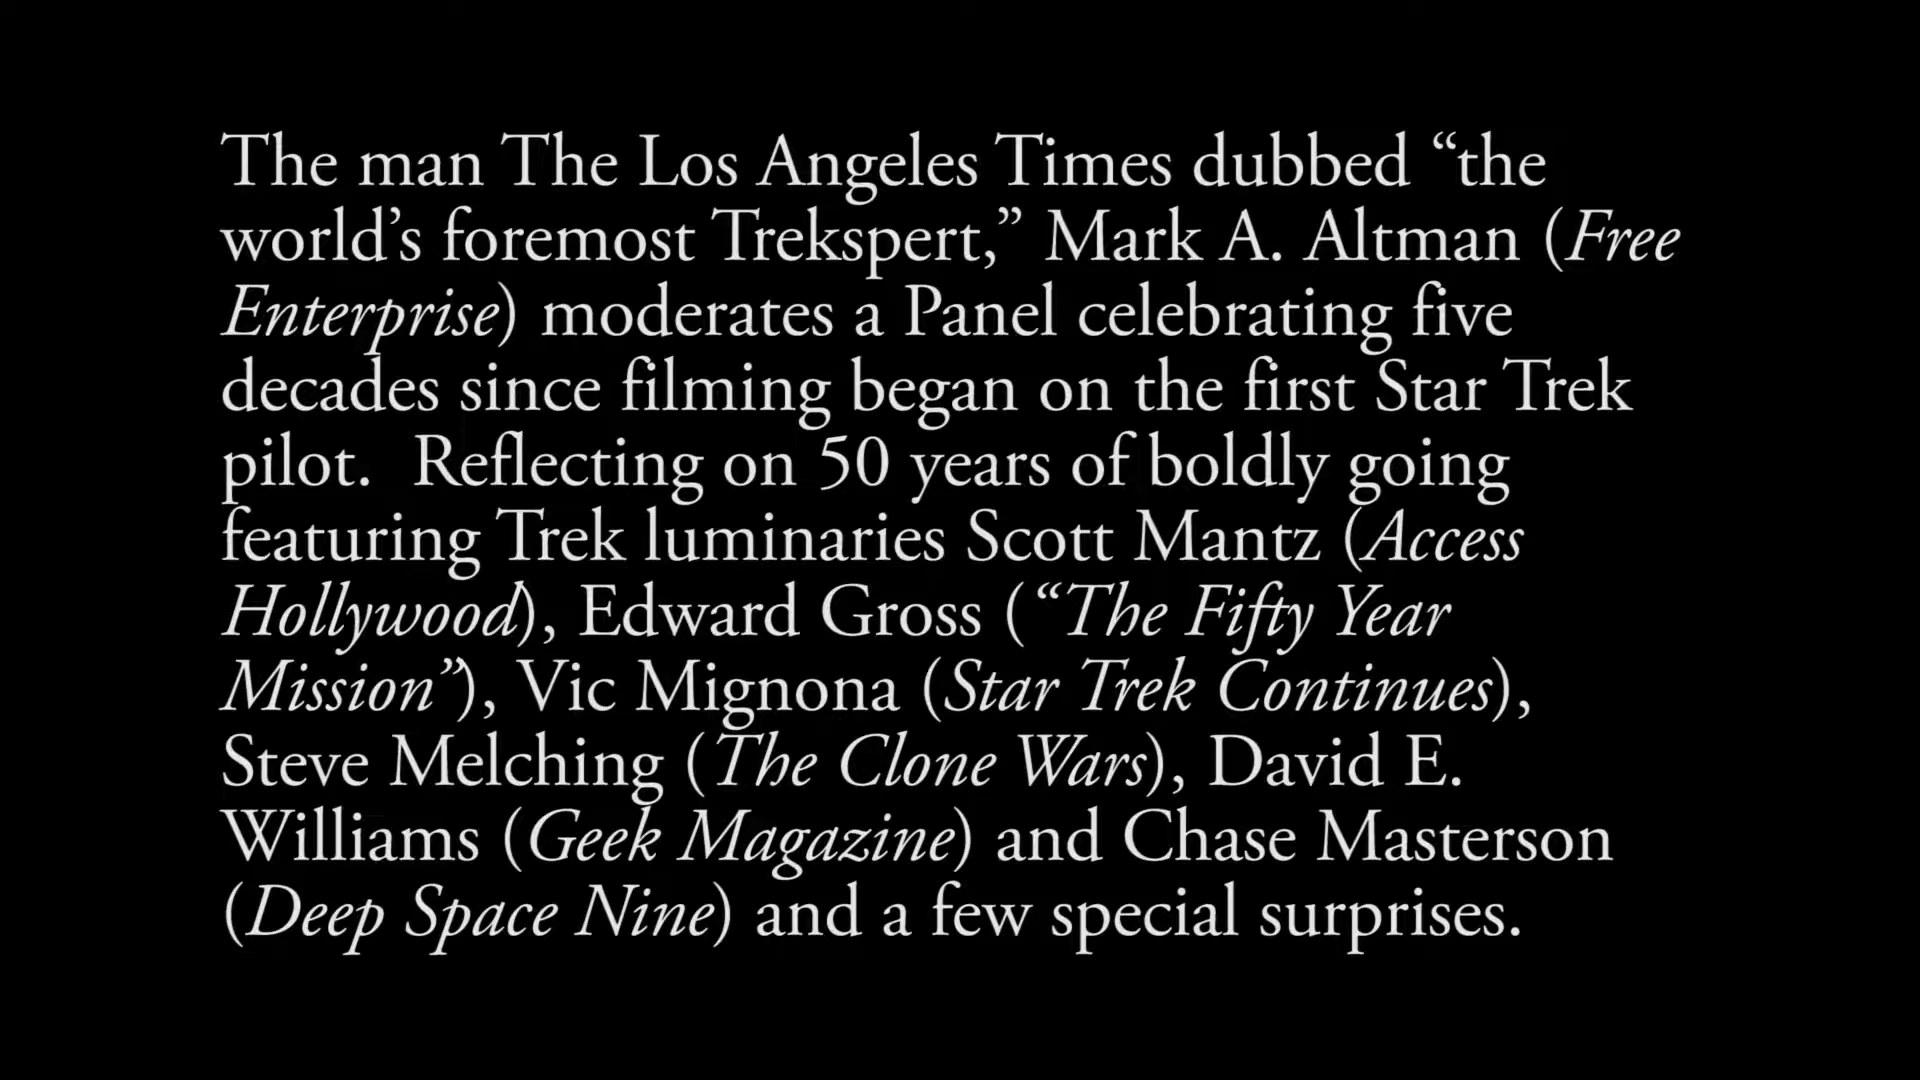 The man The Los Angeles Times dubbed “the
world’s foremost Trekspert,” Mark A. Altman (Free
Enterprise) moderates a Panel celebrating five
decades since filming began on the first Star Trek
pilot.  Reflecting on 50 years of boldly going
featuring Trek luminaries Scott Mantz (Access
Hollywood), Edward Gross (“The Fifty Year
Mission”), Vic Mignona (Star Trek Continues),
Steve Melching (The Clone Wars), David E.
Williams (Geek Magazine) and Chase Masterson
(Deep Space Nine) and a few special surprises.